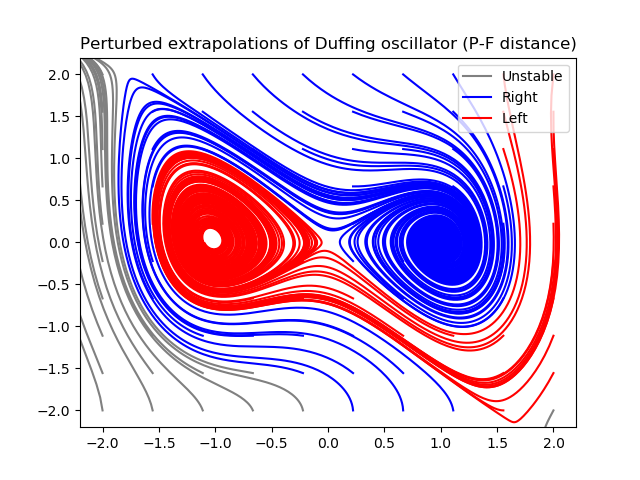 Perturbed extrapolations of Duffing oscillator (P-F distance)
Unstable
Right
Left
2.0
1.5
1.0
0.5
0.0
−0.5
−1.0
−1.5
−2.0
−2.0 −1.5 −1.0 −0.5 0.0 0.5 1.0 1.5 2.0